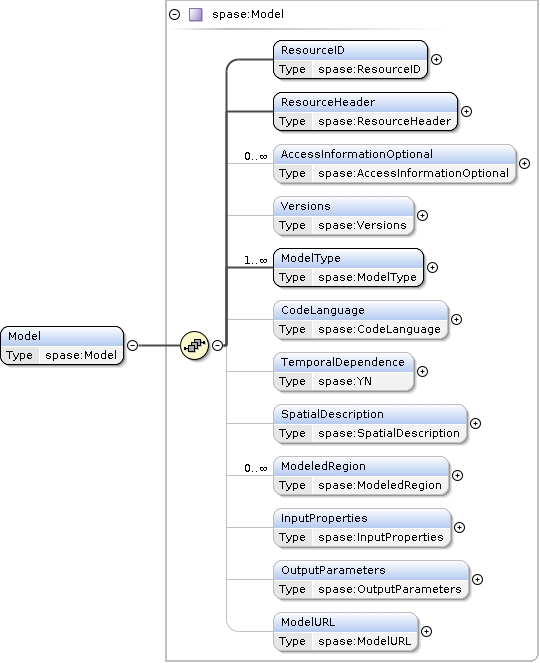 spase:Model
ResourceID
Type spase:ResourceID
ResourceHeader
Type spase:ResourceHeader
0..∞
AccessInformationOptional
Type spase:AccessInformationOptional
Versions
Type spase:Versions
1..∞
ModelType
Type spase:ModelType
CodeLanguage
Type spase:CodeLanguage
Model
Type spase:Model
TemporalDependence
Type spase:YN
SpatialDescription
Type spase:SpatialDescription
0..∞
ModeledRegion
Type spase:ModeledRegion
InputProperties
Type spase:InputProperties
OutputParameters
Type spase:OutputParameters
ModelURL
Type spase:ModelURL